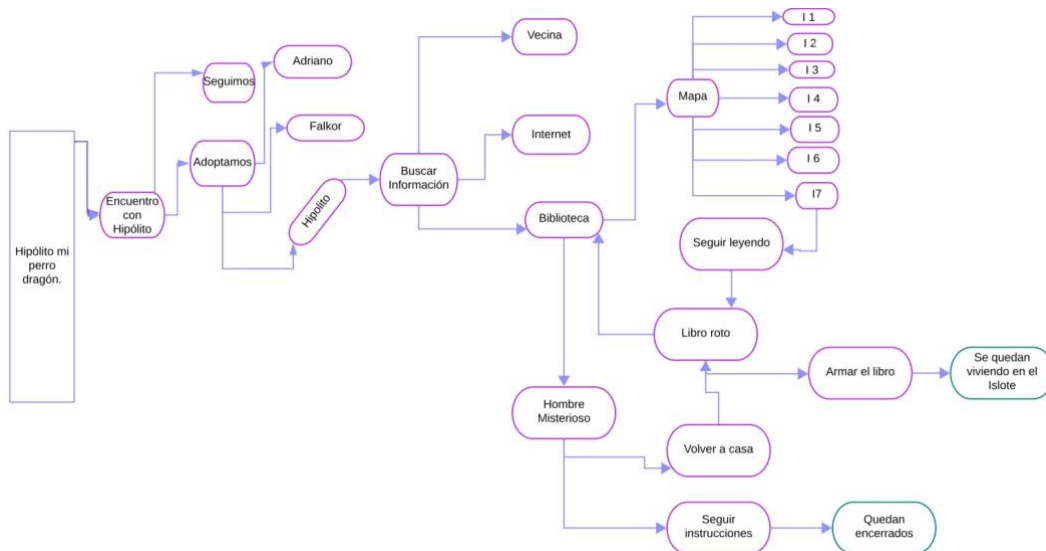 Hipólito mi
perro
dragón.
Encuentro
con
Hipólito
Seguimos
Adoptamos
Adriano
Falkor
Hipolito
Buscar
Información
Vecina
Internet
Biblioteca
Mapa
I 1
I 2
I 3
I 4
I 5
I 6
I7
Seguir leyendo
Libro roto
Armar el libro
Se quedan
viviendo en el
Islote
Hombre
Misterioso
Volver a casa
Seguir
instrucciones
Quedan
encerrados